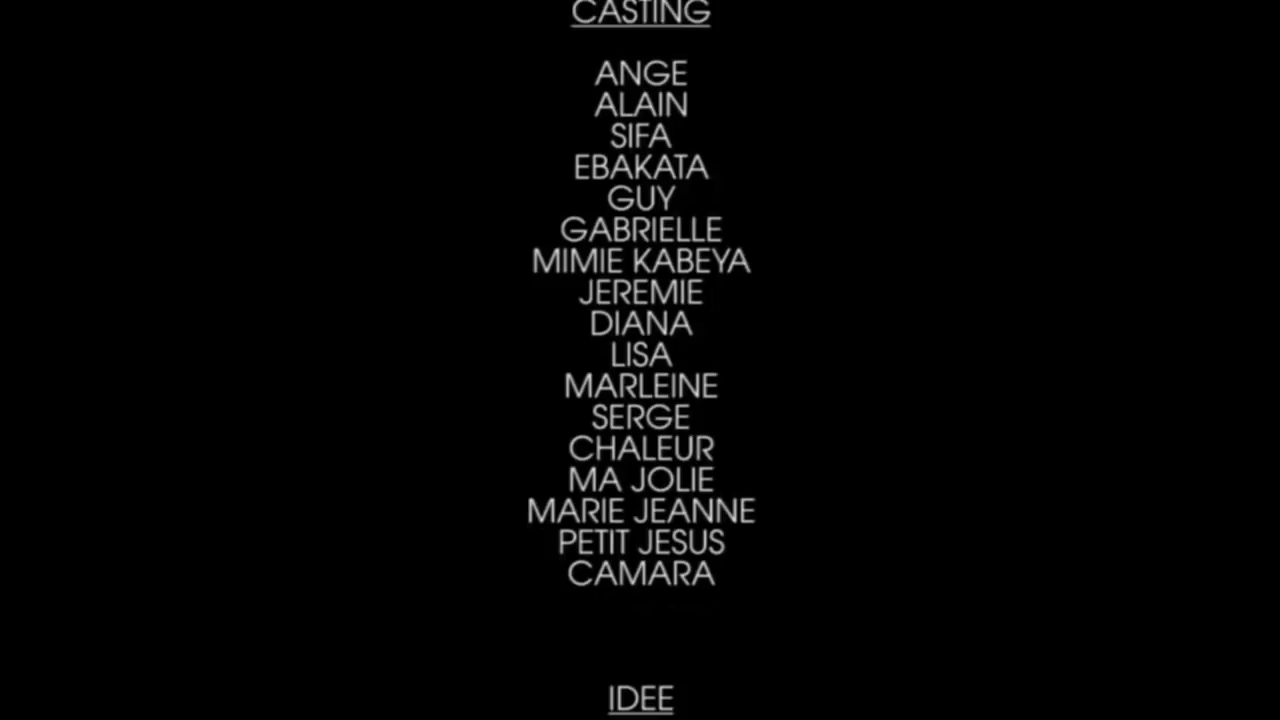 CASTING
ANGE
ALAIN
SIFA
EBAKATA
GUY
GABRIELLE
MIMIE KABEYA
JEREMIE
DIANA
LISA
MARLEINE
SERGE
CHALEUR
MA JOLIE
MARIE JEANNE
PETIT JESUS
CAMARA
IDEE